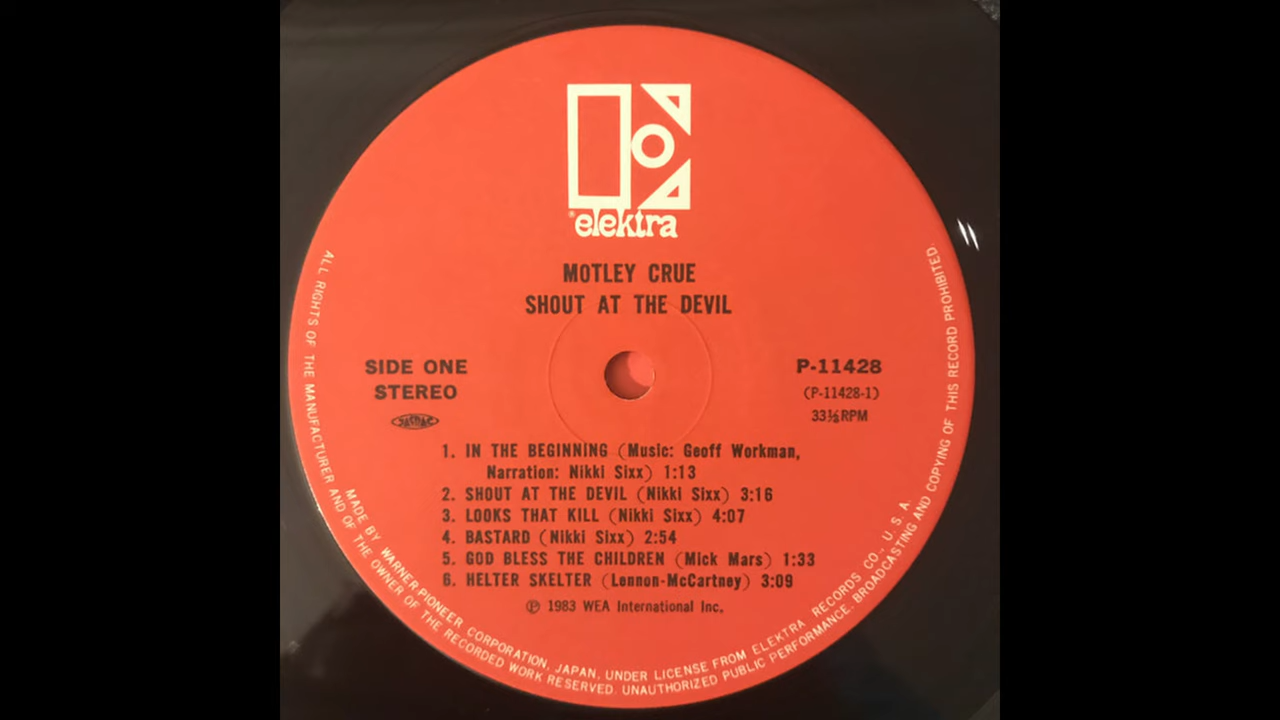 elektra
MOTLEY CRUE
SHOUT AT THE DEVIL
SIDE ONE
STEREO
JASRAC
P-11428
(P-11428-1)
33⅓RPM
1. IN THE BEGINNING (Music: Geoff Workman,
Narration: Nikki Sixx) 1:13
2. SHOUT AT THE DEVIL (Nikki Sixx) 3:16
3. LOOKS THAT KILL (Nikki Sixx) 4:07
4. BASTARD (Nikki Sixx) 2:54
5. GOD BLESS THE CHILDREN (Mick Mars) 1:33
6. HELTER SKELTER (Lennon-McCartney) 3:09
℗ 1983 WEA International Inc.
MADE BY WARNER-PIONEER CORPORATION, JAPAN, UNDER LICENSE FROM ELEKTRA RECORDS CO., U. S. A.
ALL RIGHTS OF THE MANUFACTURER AND OF THE OWNER OF THE RECORDED WORK RESERVED. UNAUTHORIZED PUBLIC PERFORMANCE, BROADCASTING AND COPYING OF THIS RECORD PROHIBITED.